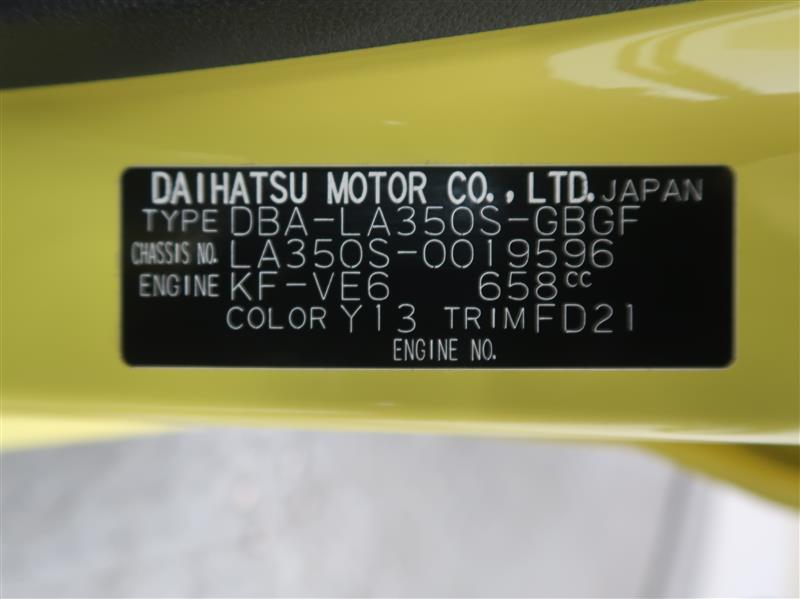 DAIHATSU MOTOR CO., LTD. JAPAN
TYPE DBA-LA350S-GBGF
CHASSIS NO. LA350S-0019596
ENGINE KF-VE6 658cc
COLOR Y13 TRIM FD21
ENGINE NO.